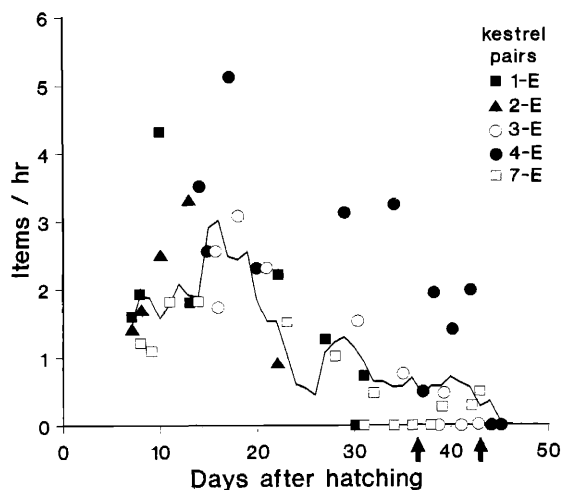 6
5
4
3
2
1
0
Items / hr
kestrel
pairs
1-E
2-E
3-E
4-E
7-E
0 10 20 30 40 50
Days after hatching